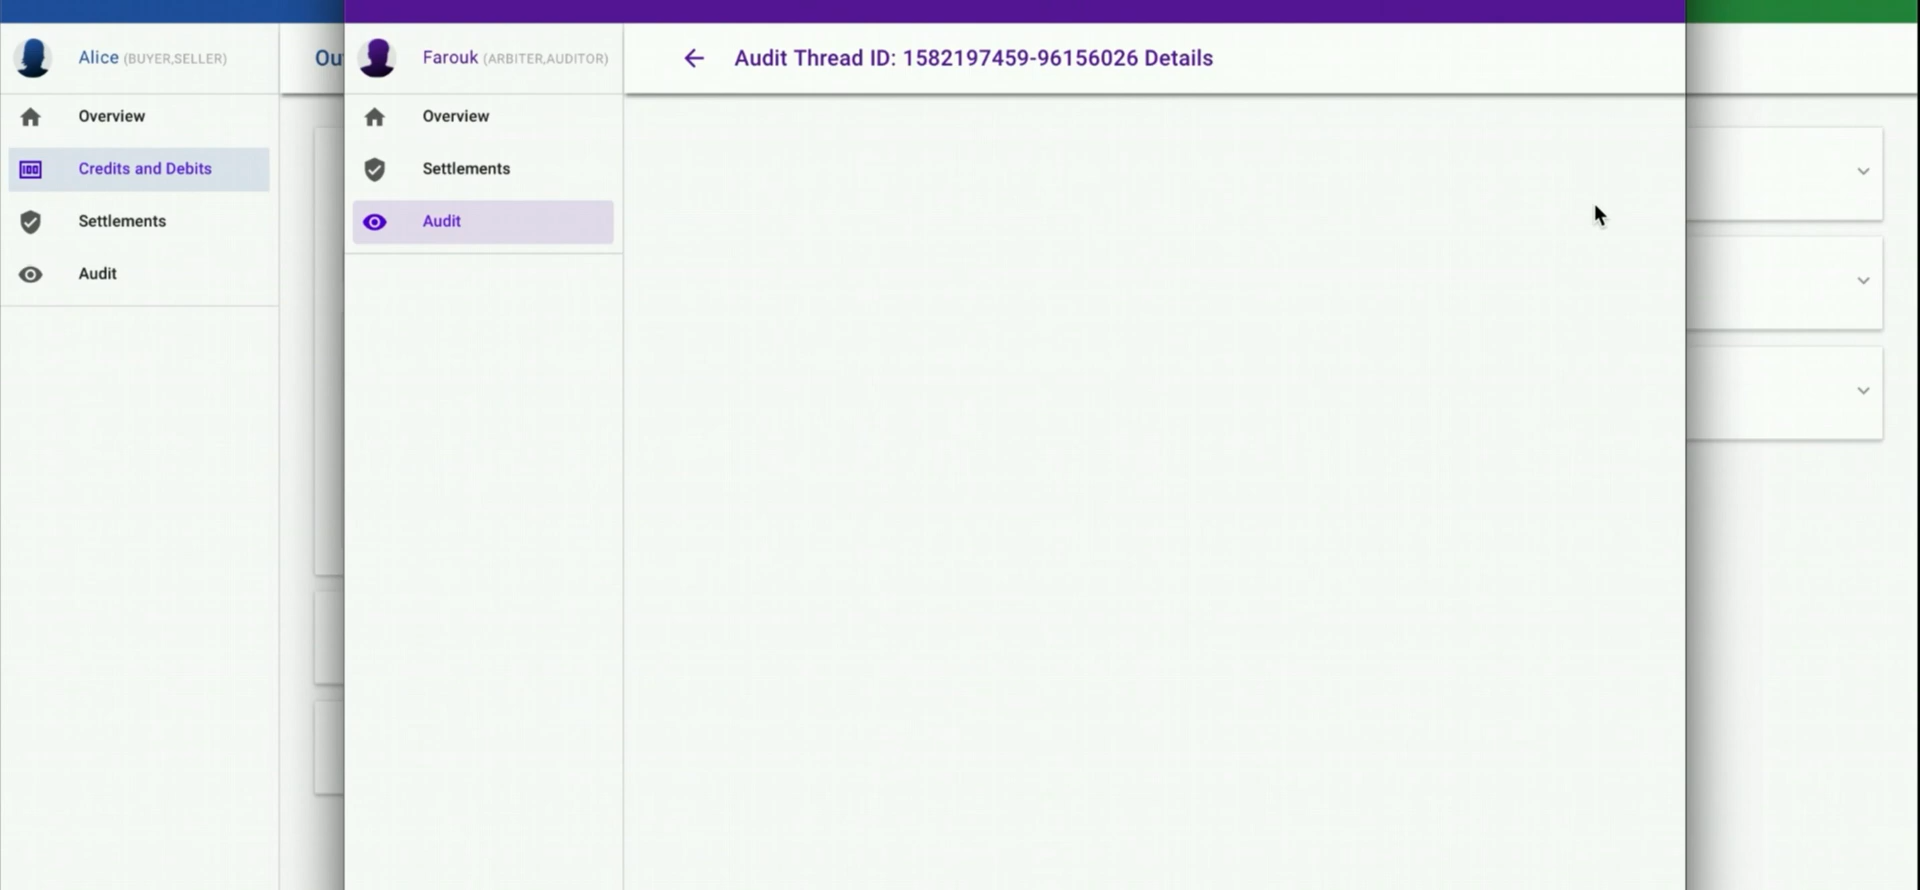 Alice (BUYER,SELLER)
Overview
Credits and Debits
Settlements
Audit
Ou
Farouk (ARBITER,AUDITOR)
Overview
Settlements
Audit
Audit Thread ID: 1582197459-96156026 Details